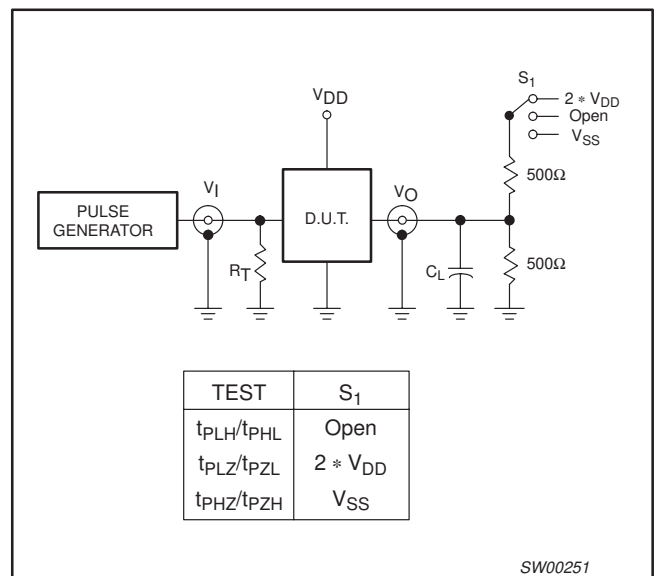 S1
2 * VDD
Open
VSS
VDD
500Ω
PULSE
GENERATOR
VI
D.U.T.
VO
RT
CL
500Ω
TEST S1
tPLH/tPHL Open
tPLZ/tPZL 2 * VDD
tPHZ/tPZH VSS
SW00251